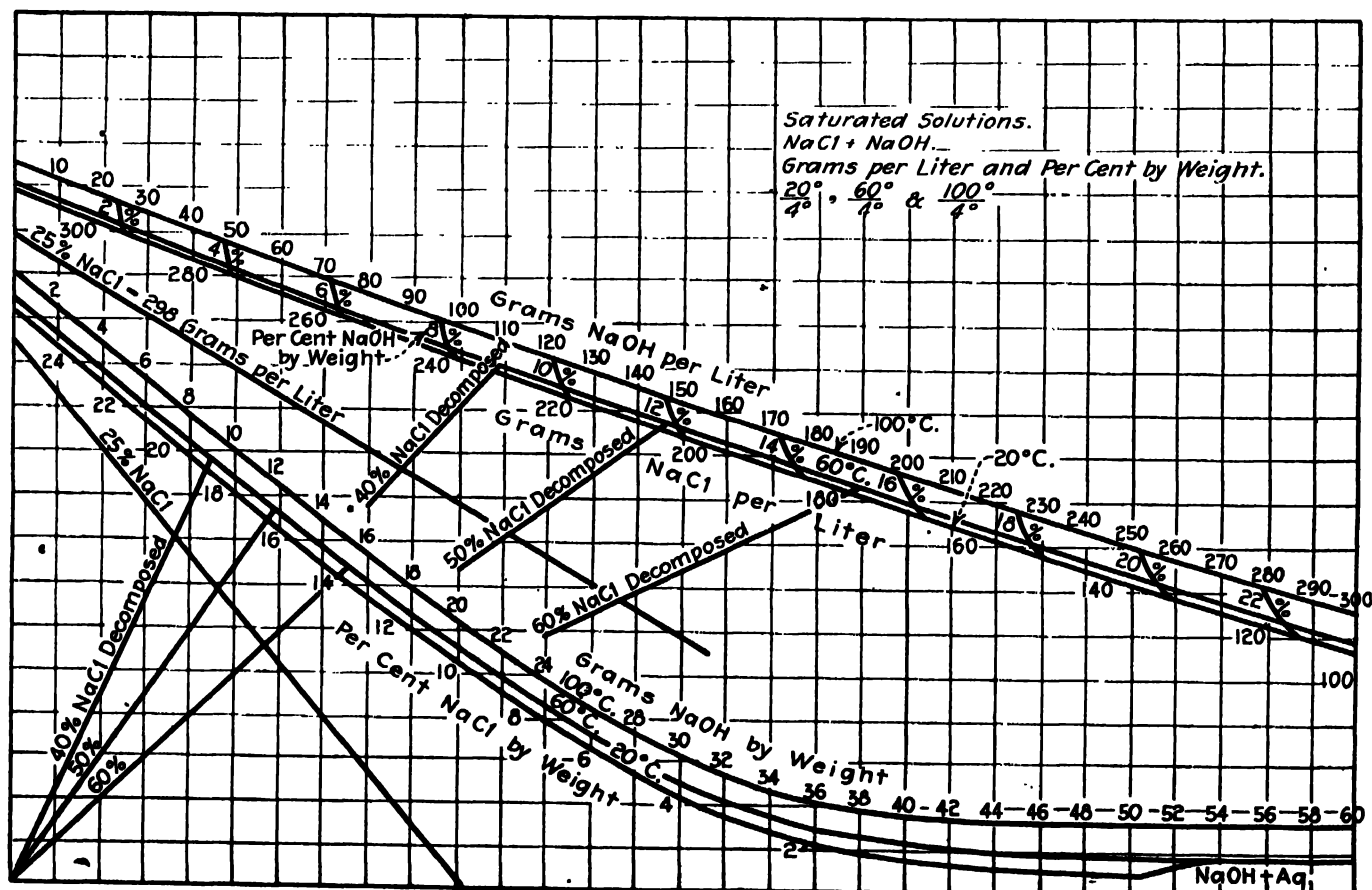 Saturated Solutions.
NaCl + NaOH.
Grams per Liter and Per Cent by Weight.
20°/4°, 60°/4° & 100°/4°
10 20 30 40 50 60 70 80 90 100 110 120 130 140 150 160 170 180 190 200 210 220 230 240 250 260 270 280 290 300
Grams NaOH per Liter
2% 4% 6% 8% 10% 12% 14% 16% 18% 20% 22%
Per Cent NaOH
by Weight
100°C.
60°C.
20°C.
300 280 260 240 220 200 180 160 140 120 100
Grams NaCl per Liter
25% NaCl - 298 Grams per Liter
40% NaCl Decomposed
50% NaCl Decomposed
60% NaCl Decomposed
2 4 6 8 10 12 14 16 18 20 22 24 28 30 32 34 36 38 40 42 44 46 48 50 52 54 56 58 60
Grams NaOH by Weight
100°C.
60°C.
20°C.
24 22 20 18 16 14 12 10 8 6 4 2
Per Cent NaCl by Weight
25% NaCl
40% NaCl Decomposed
50%
60%
NaOH + Aq.